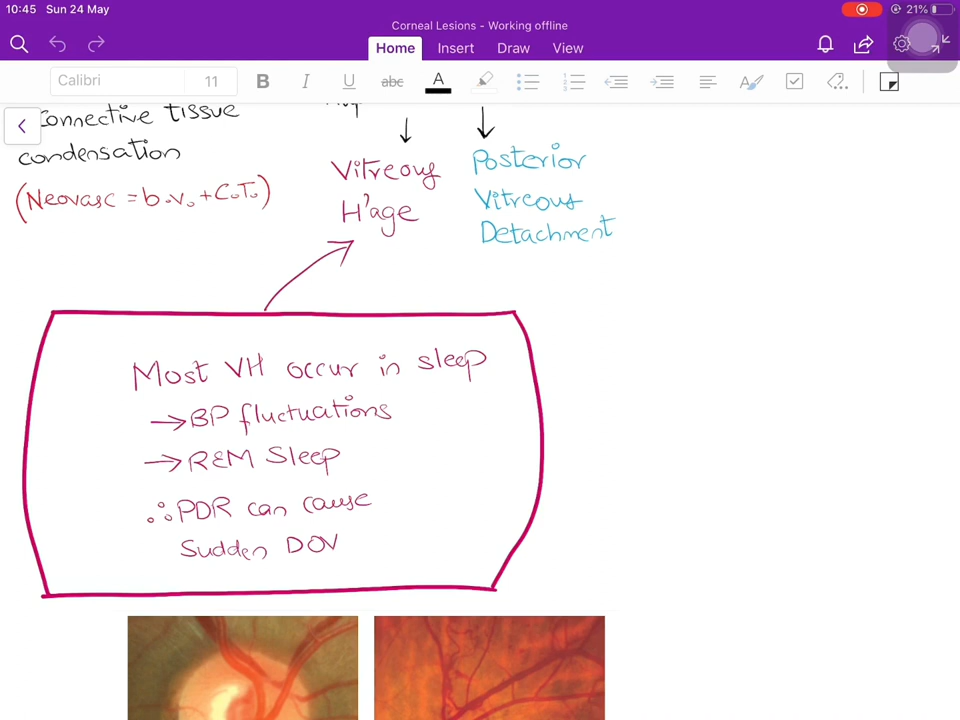 10:45 Sun 24 May
21%
Corneal Lesions - Working offline
Home Insert Draw View
Calibri 11 B I U abc A
Connective tissue
condensation
(Neovasc = b.v. + C.T.)
Vitreous
H'age
Posterior
Vitreous
Detachment
Most VH occur in sleep
→ BP fluctuations
→ REM Sleep
∴ PDR can cause
Sudden DOV